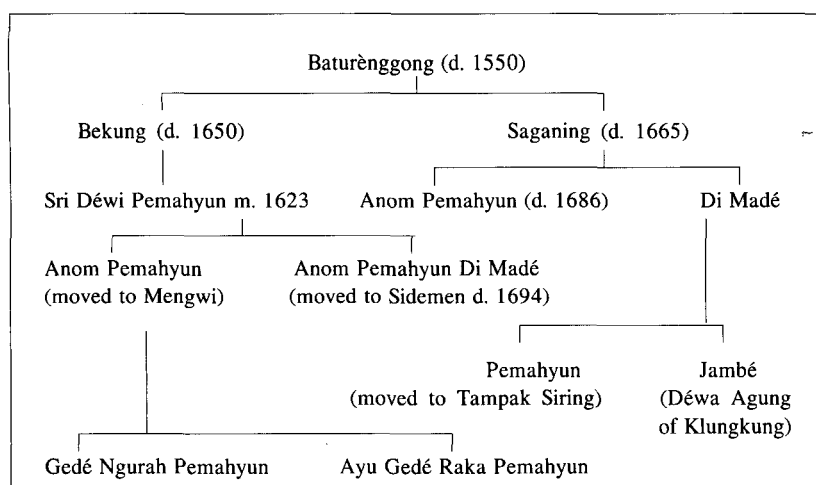 Baturènggong (d. 1550)
Bekung (d. 1650) Saganing (d. 1665)
Sri Déwi Pemahyun m. 1623 Anom Pemahyun (d. 1686) Di Madé
Anom Pemahyun Anom Pemahyun Di Madé
(moved to Mengwi) (moved to Sidemen d. 1694)
Pemahyun Jambé
(moved to Tampak Siring) (Déwa Agung
of Klungkung)
Gedé Ngurah Pemahyun Ayu Gedé Raka Pemahyun